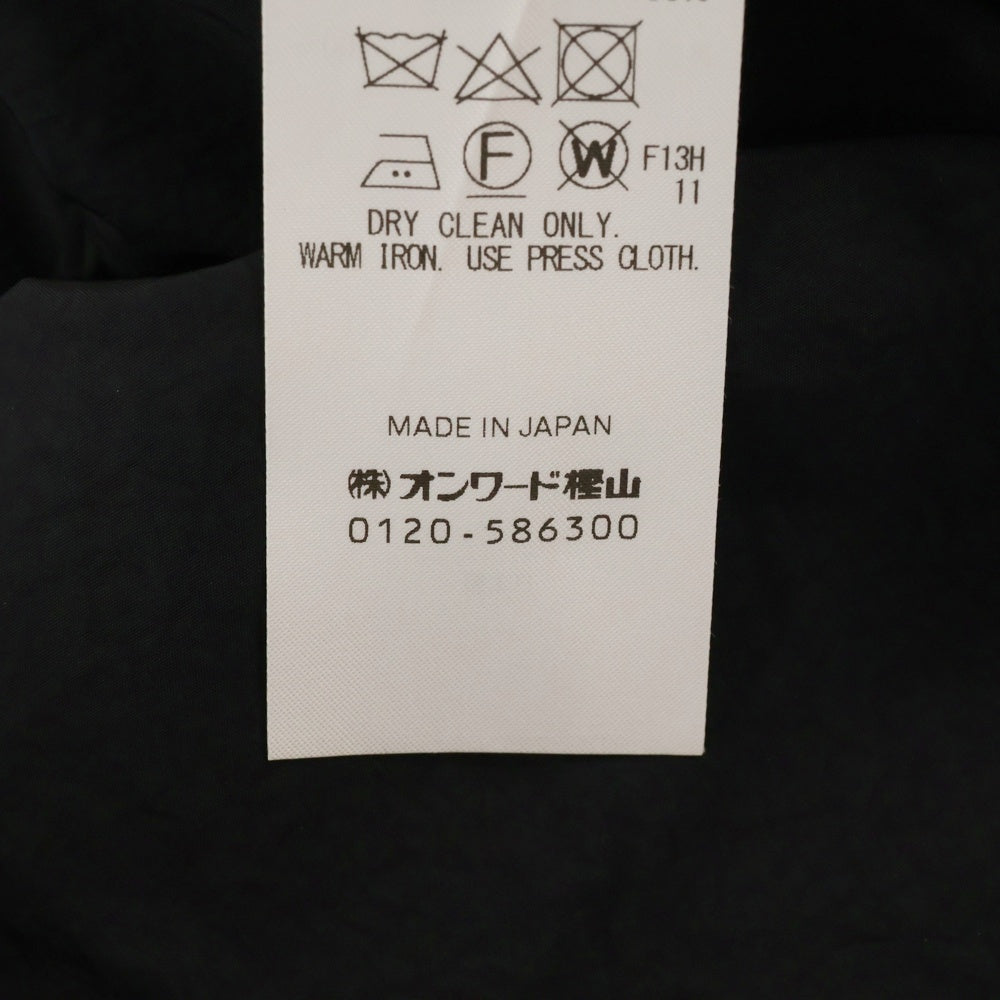 F
W
F13H
11
DRY CLEAN ONLY.
WARM IRON. USE PRESS CLOTH.
MADE IN JAPAN
㈱オンワード樫山
0120-586300